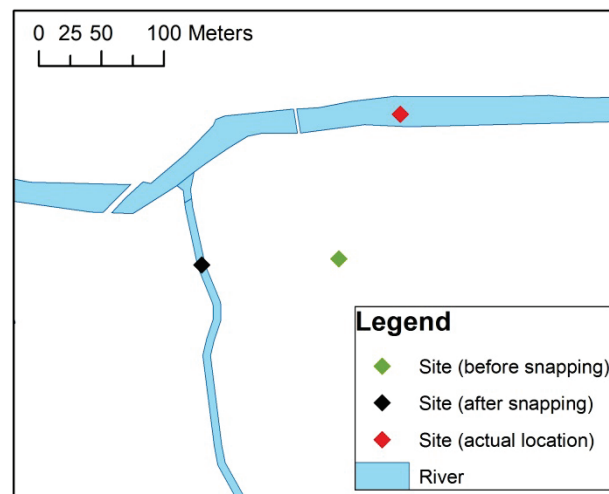 0 25 50 100 Meters
Legend
Site (before snapping)
Site (after snapping)
Site (actual location)
River